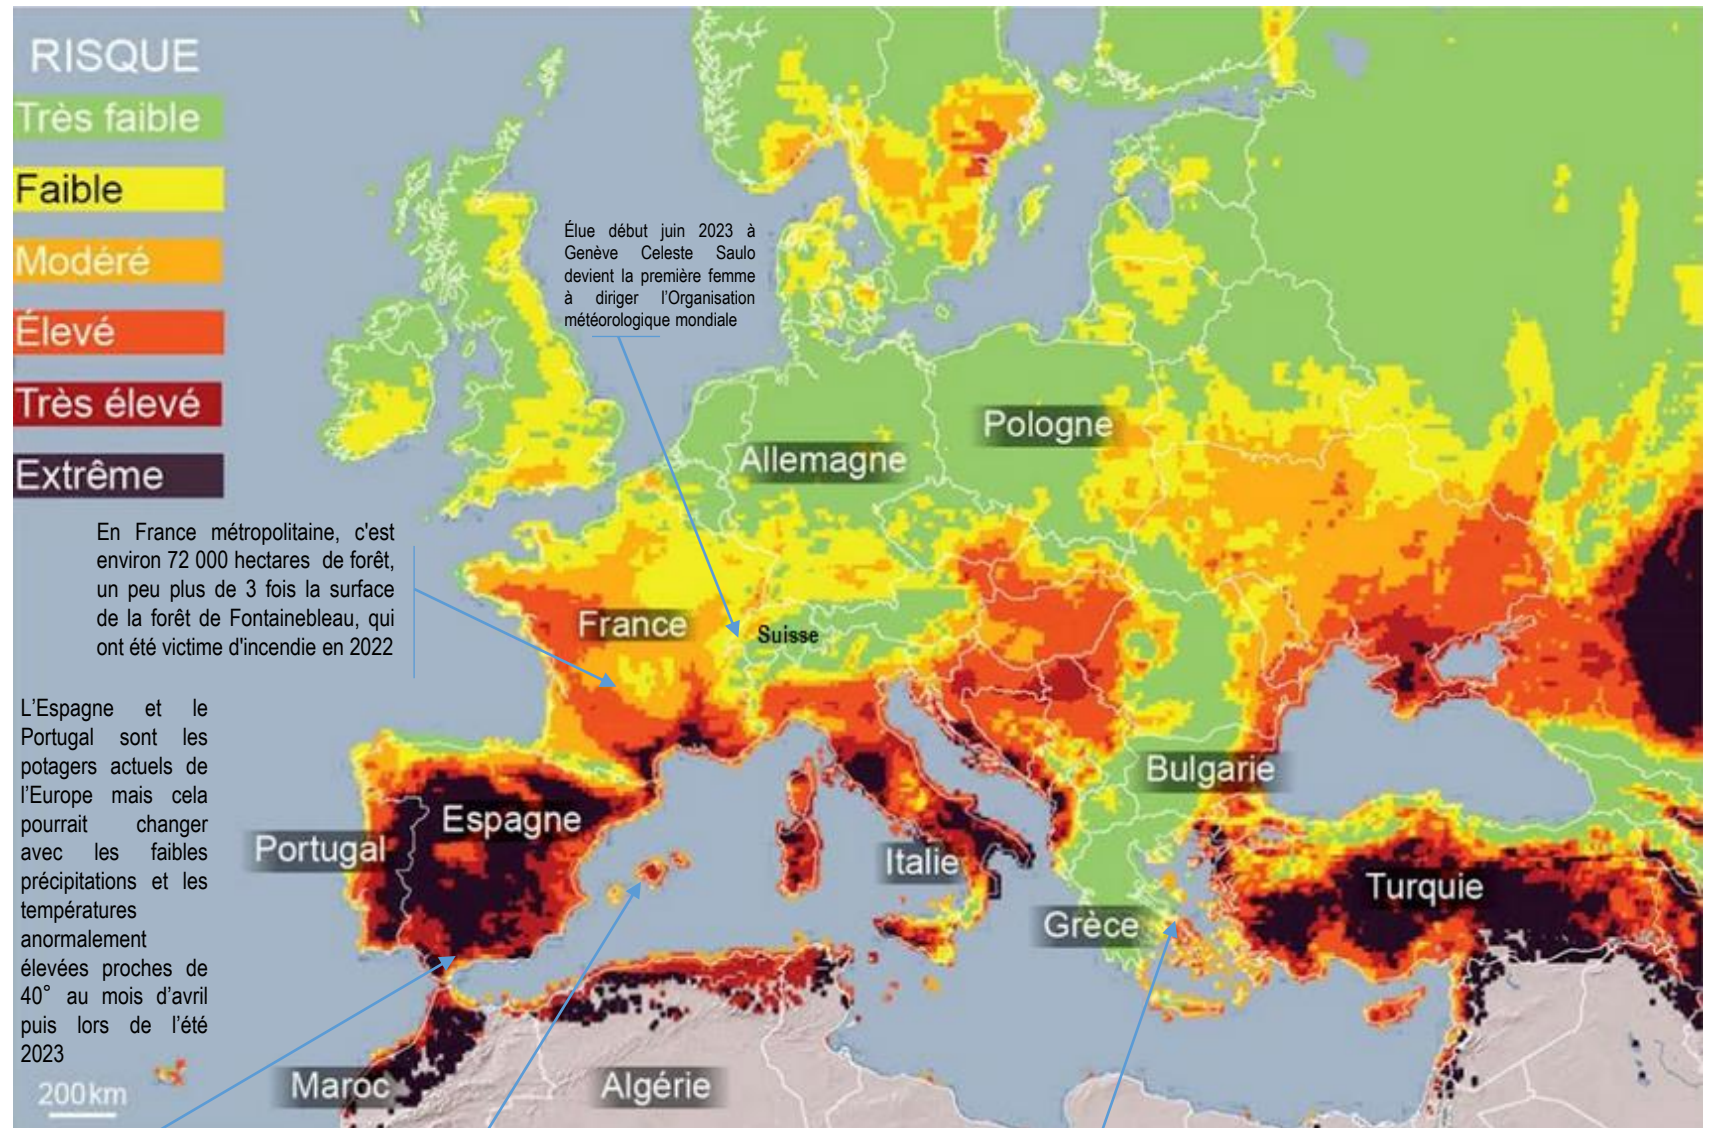 RISQUE
Très faible
Faible
Modéré
Élevé
Très élevé
Extrême
Élue début juin 2023 à
Genève Celeste Saulo
devient la première femme
à diriger l'Organisation
météorologique mondiale
En France métropolitaine, c'est
environ 72 000 hectares de forêt,
un peu plus de 3 fois la surface
de la forêt de Fontainebleau, qui
ont été victime d'incendie en 2022
L'Espagne et le
Portugal sont les
potagers actuels de
l'Europe mais cela
pourrait changer
avec les faibles
précipitations et les
températures
anormalement
élevées proches de
40° au mois d'avril
puis lors de l'été
2023
200 km
Pologne
Allemagne
France
Suisse
Bulgarie
Espagne
Portugal
Italie
Turquie
Grèce
Maroc
Algérie